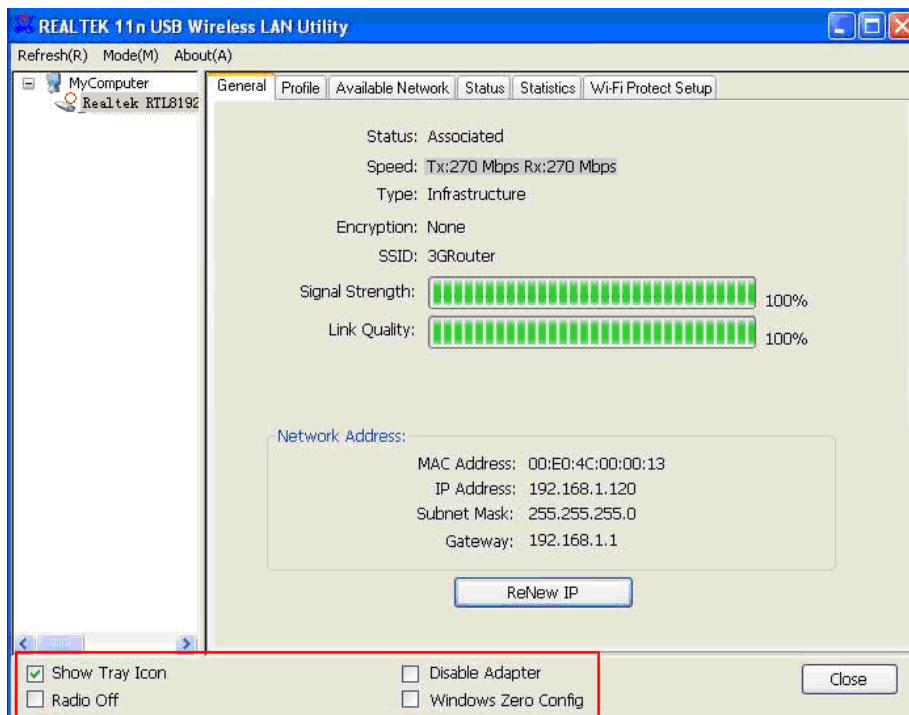 REALTEK 11n USB Wireless LAN Utility
Refresh(R) Mode(M) About(A)
MyComputer
Realtek RTL8192
General Profile Available Network Status Statistics Wi-Fi Protect Setup
Status: Associated
Speed: Tx:270 Mbps Rx:270 Mbps
Type: Infrastructure
Encryption: None
SSID: 3GRouter
Signal Strength: 100%
Link Quality: 100%
Network Address:
MAC Address: 00:E0:4C:00:00:13
IP Address: 192.168.1.120
Subnet Mask: 255.255.255.0
Gateway: 192.168.1.1
ReNew IP
Show Tray Icon Disable Adapter
Radio Off Windows Zero Config
Close